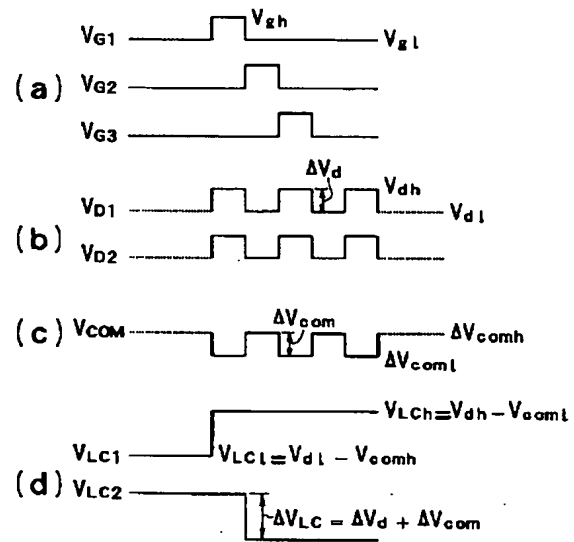 VG1
Vgh
Vgl
(a)
VG2
VG3
ΔVd
VD1
Vdh
Vdl
(b)
VD2
(c)
VCOM
ΔVcom
ΔVcomh
ΔVcoml
VLCh=Vdh-Vcoml
VLC1
VLCl=Vdl-Vcomh
(d)
VLC2
ΔVLC = ΔVd + ΔVcom